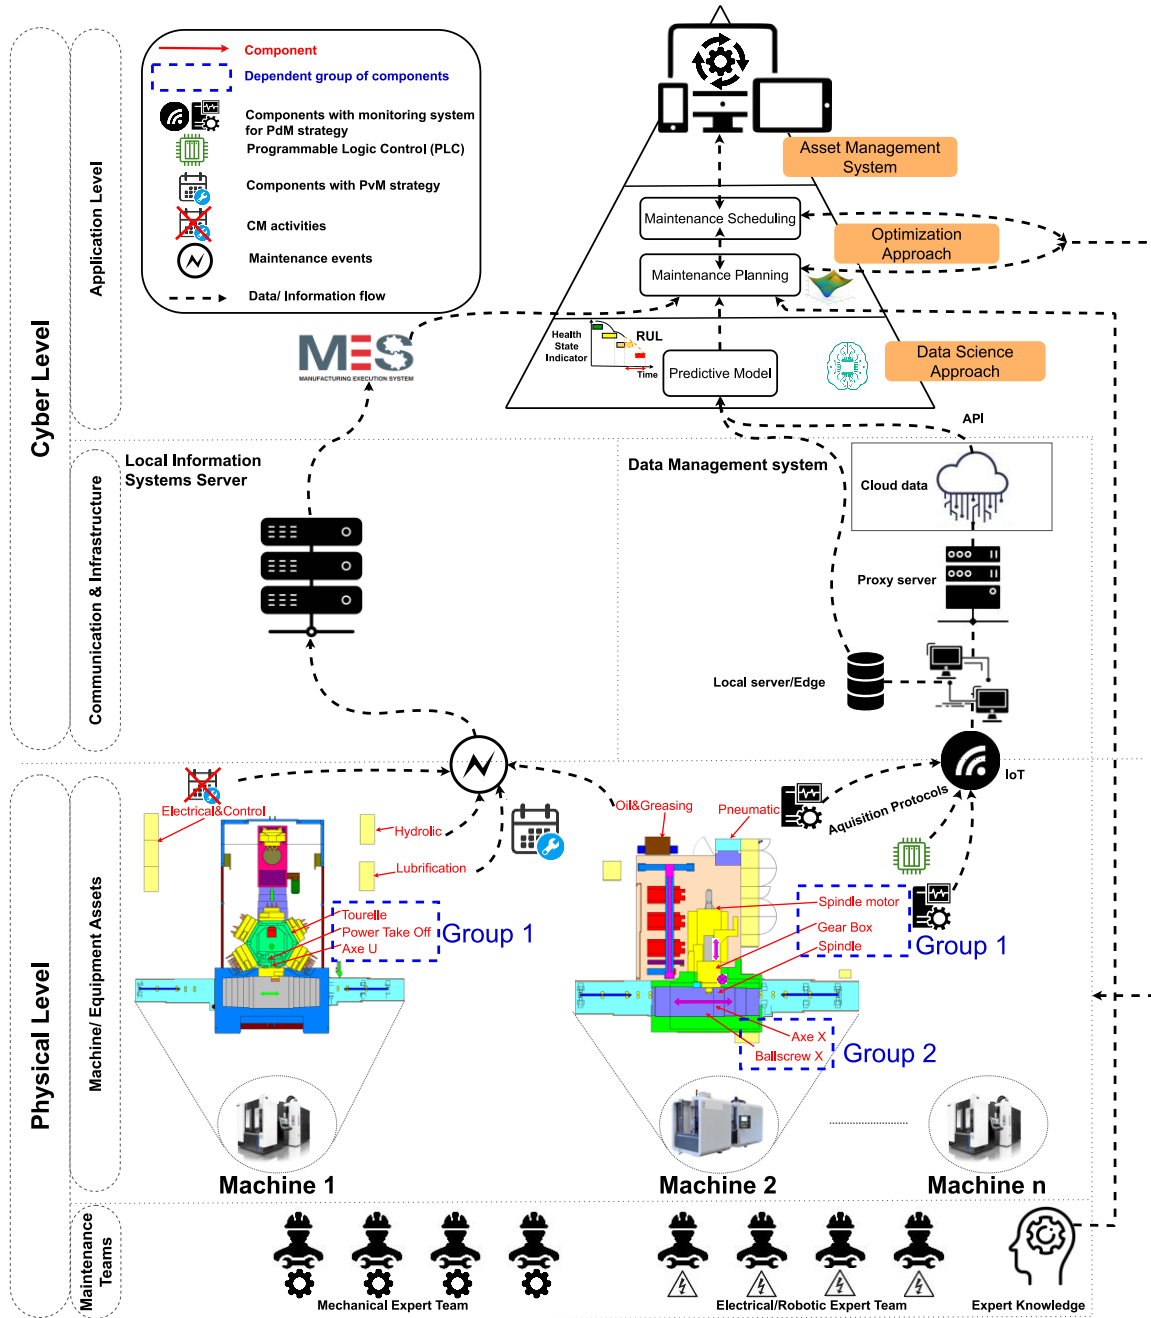 Cyber Level
Application Level
Component
Dependent group of components
Components with monitoring system
for PdM strategy
Programmable Logic Control (PLC)
Components with PvM strategy
CM activities
Maintenance events
Data/ Information flow
MES
MANUFACTURING EXECUTION SYSTEM
Asset Management
System
Maintenance Scheduling
Optimization
Approach
Maintenance Planning
Health
State
Indicator
RUL
Time
Predictive Model
Data Science
Approach
API
Communication & Infrastructure
Local Information
Systems Server
Data Management system
Cloud data
Proxy server
Local server/Edge
IoT
Aquisition Protocols
Physical Level
Machine/ Equipment Assets
Electrical&Control
Hydrolic
Lubrification
Tourelle
Power Take Off
Axe U
Group 1
Oil&Greasing
Pneumatic
Spindle motor
Gear Box
Spindle
Group 1
Axe X
Ballscrew X
Group 2
Machine 1
Machine 2
Machine n
Maintenance
Teams
Mechanical Expert Team
Electrical/Robotic Expert Team
Expert Knowledge